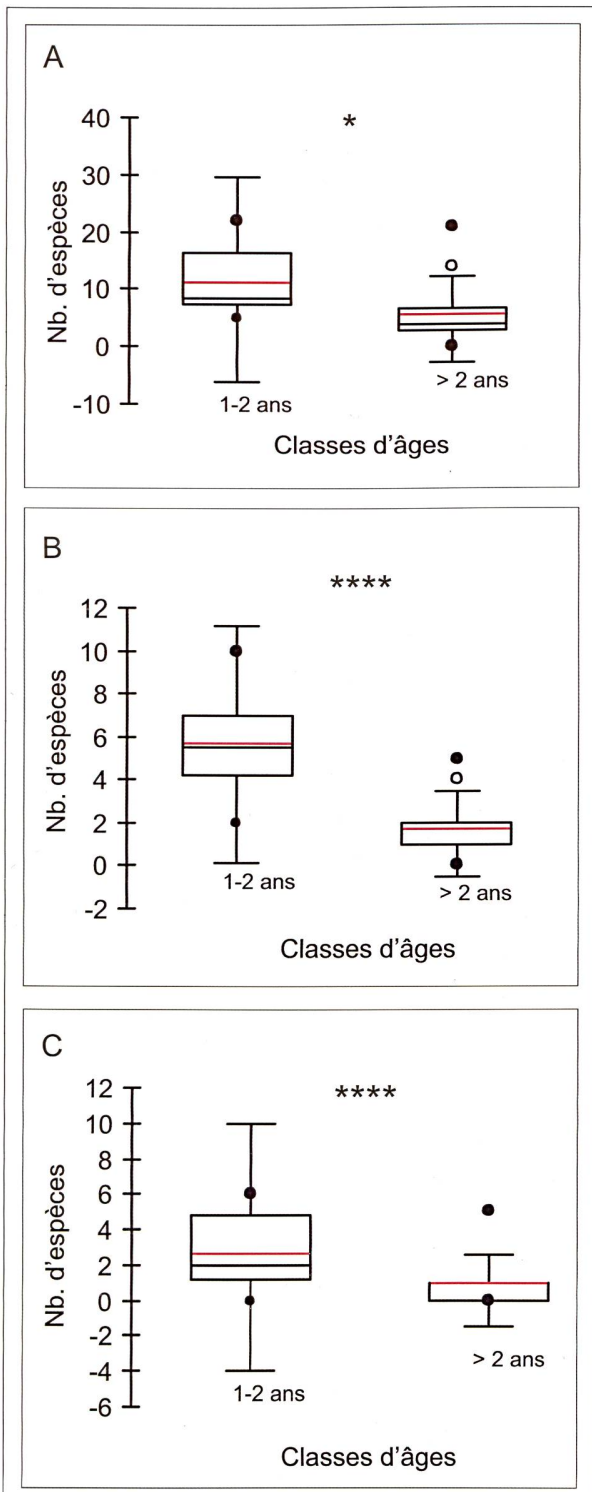 A
*
40
30
20
10
0
-10
Nb. d'espèces
1-2 ans
> 2 ans
Classes d'âges
B
****
12
10
8
6
4
2
0
-2
Nb. d'espèces
1-2 ans
> 2 ans
Classes d'âges
C
****
12
10
8
6
4
2
0
-2
-4
-6
Nb. d'espèces
1-2 ans
> 2 ans
Classes d'âges